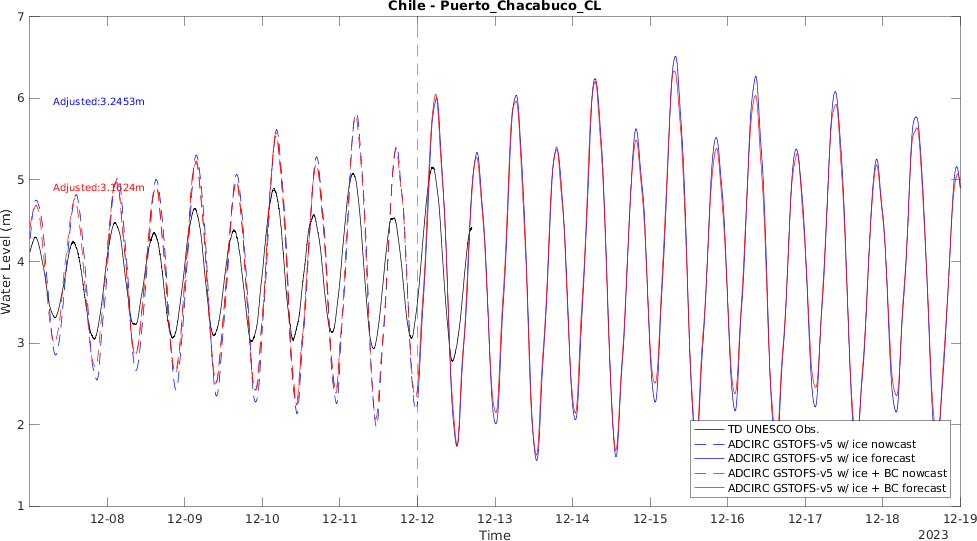 Chile - Puerto_Chacabuco_CL
7
6
5
4
3
2
1
Water Level (m)
Adjusted:3.2453m
Adjusted:3.1624m
TD UNESCO Obs.
ADCIRC GSTOFS-v5 w/ ice nowcast
ADCIRC GSTOFS-v5 w/ ice forecast
ADCIRC GSTOFS-v5 w/ ice + BC nowcast
ADCIRC GSTOFS-v5 w/ ice + BC forecast
12-08 12-09 12-10 12-11 12-12 12-13 12-14 12-15 12-16 12-17 12-18 12-19
Time
2023